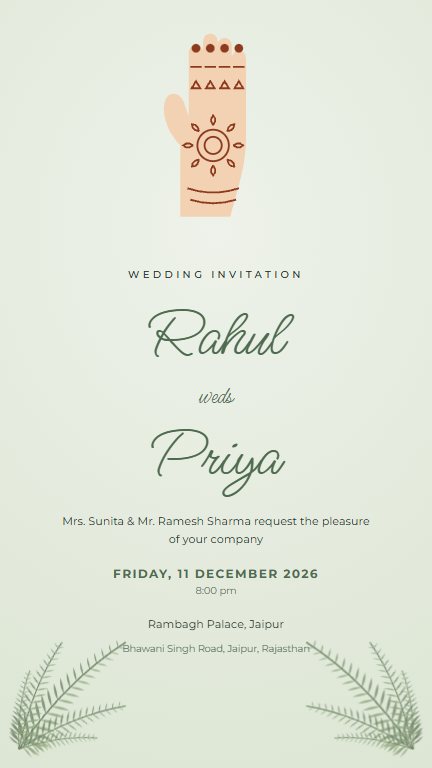 WEDDING INVITATION
Rahul
weds
Priya
Mrs. Sunita & Mr. Ramesh Sharma request the pleasure
of your company
FRIDAY, 11 DECEMBER 2026
8:00 pm
Rambagh Palace, Jaipur
Bhawani Singh Road, Jaipur, Rajasthan